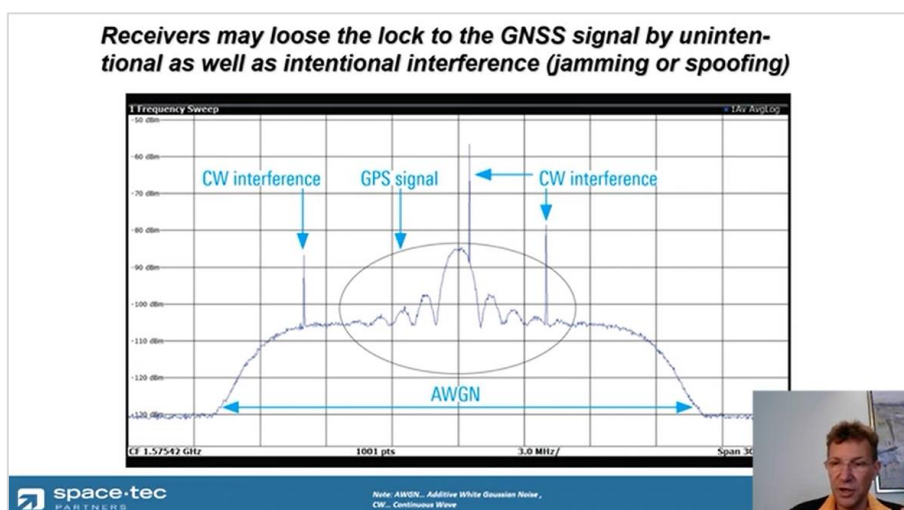 Receivers may loose the lock to the GNSS signal by uninten-
tional as well as intentional interference (jamming or spoofing)
1 Frequency Sweep
1Av AvgLog
-50 dBm
-60 dBm
-70 dBm
-80 dBm
-90 dBm
-100 dBm
-110 dBm
-120 dBm
-130 dBm
CW interference
GPS signal
CW interference
AWGN
CF 1.57542 GHz
1001 pts
3.0 MHz/
space·tec
PARTNERS
Note: AWGN... Additive White Gaussian Noise ,
CW... Continuous Wave